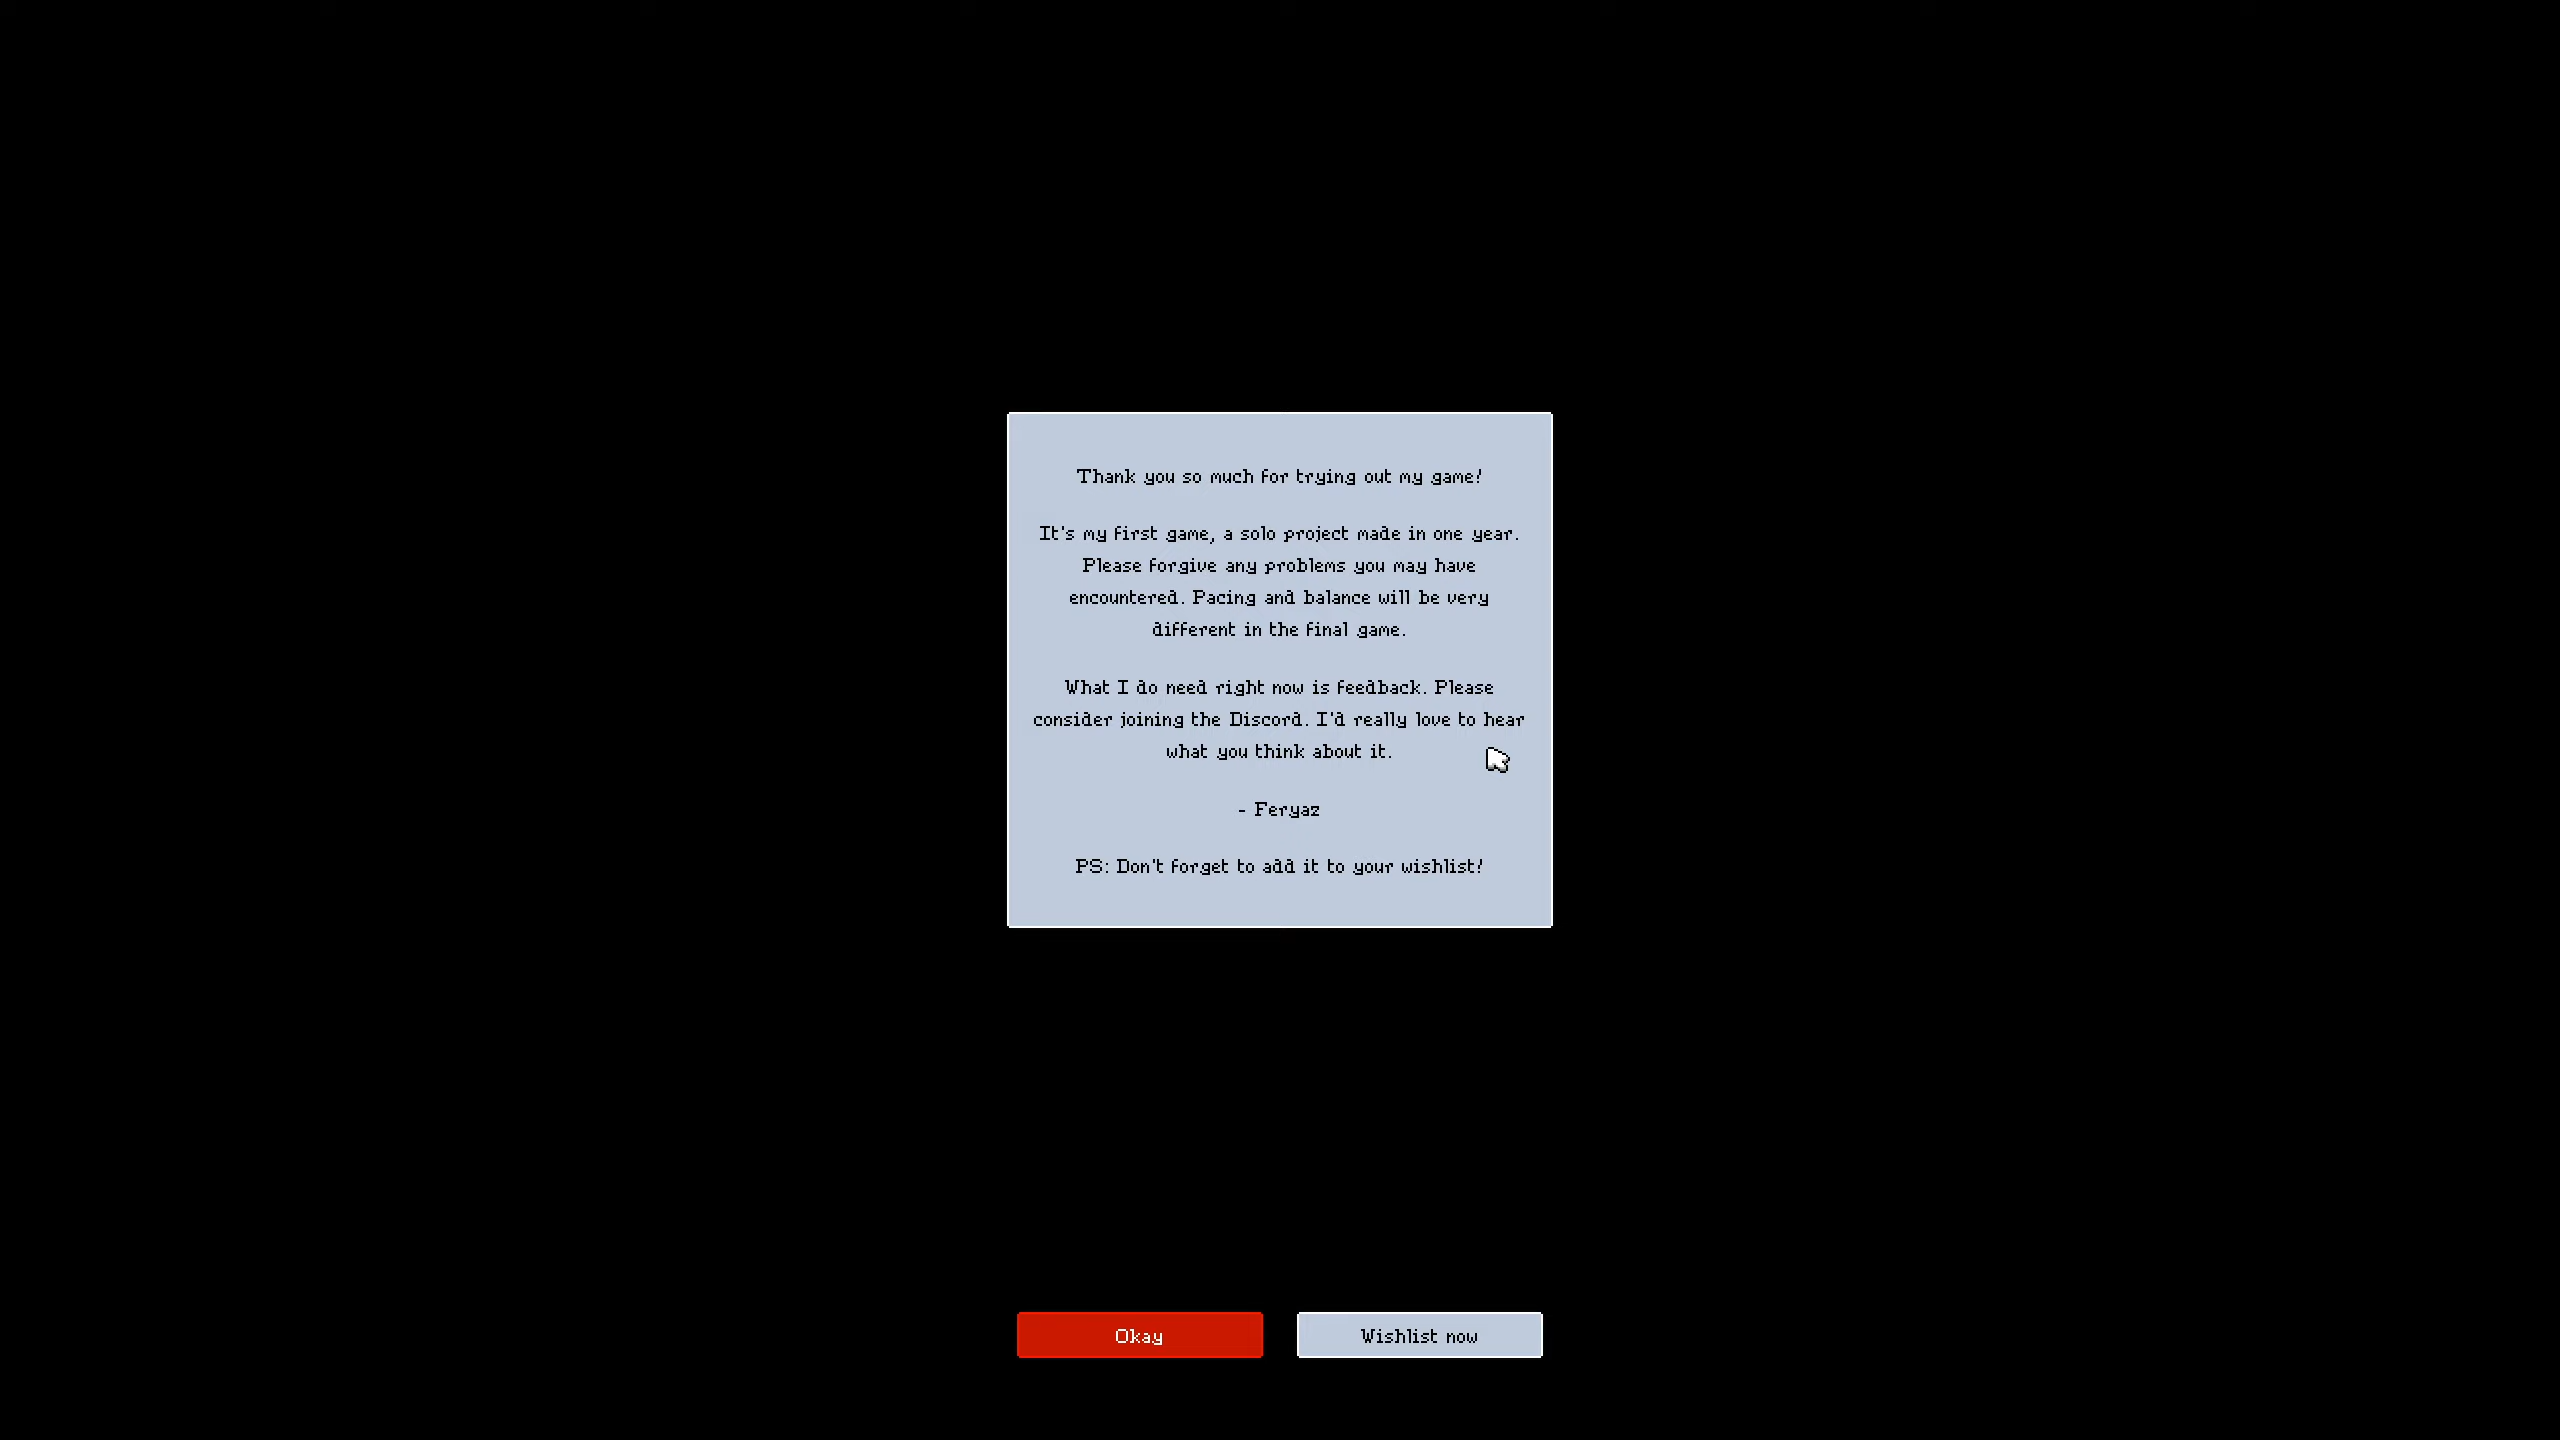 Thank you so much for trying out my game!
It's my first game, a solo project made in one year.
Please forgive any problems you may have
encountered. Pacing and balance will be very
different in the final game.
What I do need right now is feedback. Please
consider joining the Discord. I'd really love to hear
what you think about it.
- Feryaz
PS: Don't forget to add it to your wishlist!
Okay
Wishlist now